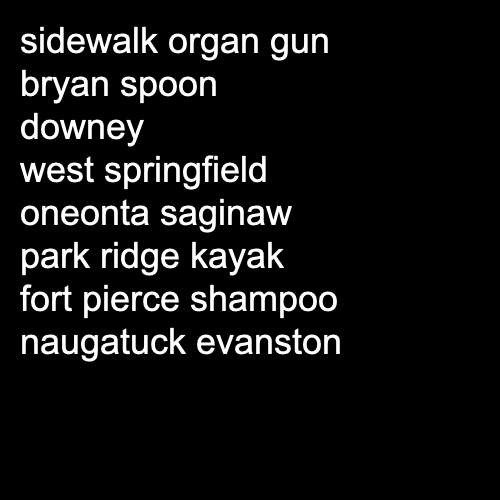 sidewalk organ gun
bryan spoon
downey
west springfield
oneonta saginaw
park ridge kayak
fort pierce shampoo
naugatuck evanston